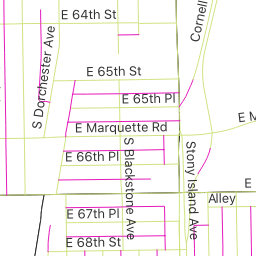 E 64th St
Cornell
S Dorchester Ave
E 65th St
E 65th Pl
E Marquette Rd
E M
E 66th Pl
S Blackstone Ave
Stony Island Ave
E
Alley
E 67th Pl
E 68th St